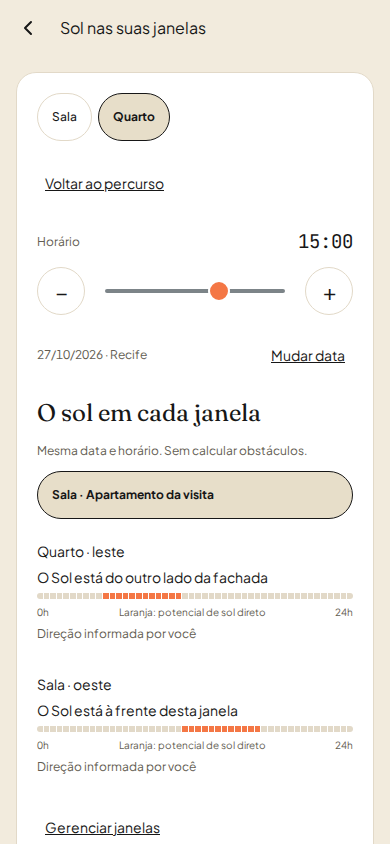 Sol nas suas janelas
Sala
Quarto
Voltar ao percurso
Horário
15:00
−
+
27/10/2026 · Recife
Mudar data
O sol em cada janela
Mesma data e horário. Sem calcular obstáculos.
Sala · Apartamento da visita
Quarto · leste
O Sol está do outro lado da fachada
0h
Laranja: potencial de sol direto
24h
Direção informada por você
Sala · oeste
O Sol está à frente desta janela
0h
Laranja: potencial de sol direto
24h
Direção informada por você
Gerenciar janelas